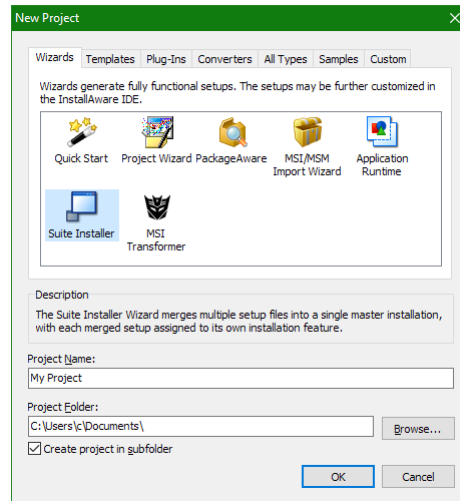 New Project
Wizards Templates Plug-Ins Converters All Types Samples Custom
Wizards generate fully functional setups. The setups may be further customized in
the InstallAware IDE.
Quick Start Project Wizard PackageAware MSI/MSM Application
Import Wizard Runtime
Suite Installer MSI
Transformer
Description
The Suite Installer Wizard merges multiple setup files into a single master installation,
with each merged setup assigned to its own installation feature.
Project Name:
My Project
Project Folder:
C:\Users\c\Documents\ Browse...
Create project in subfolder
OK Cancel